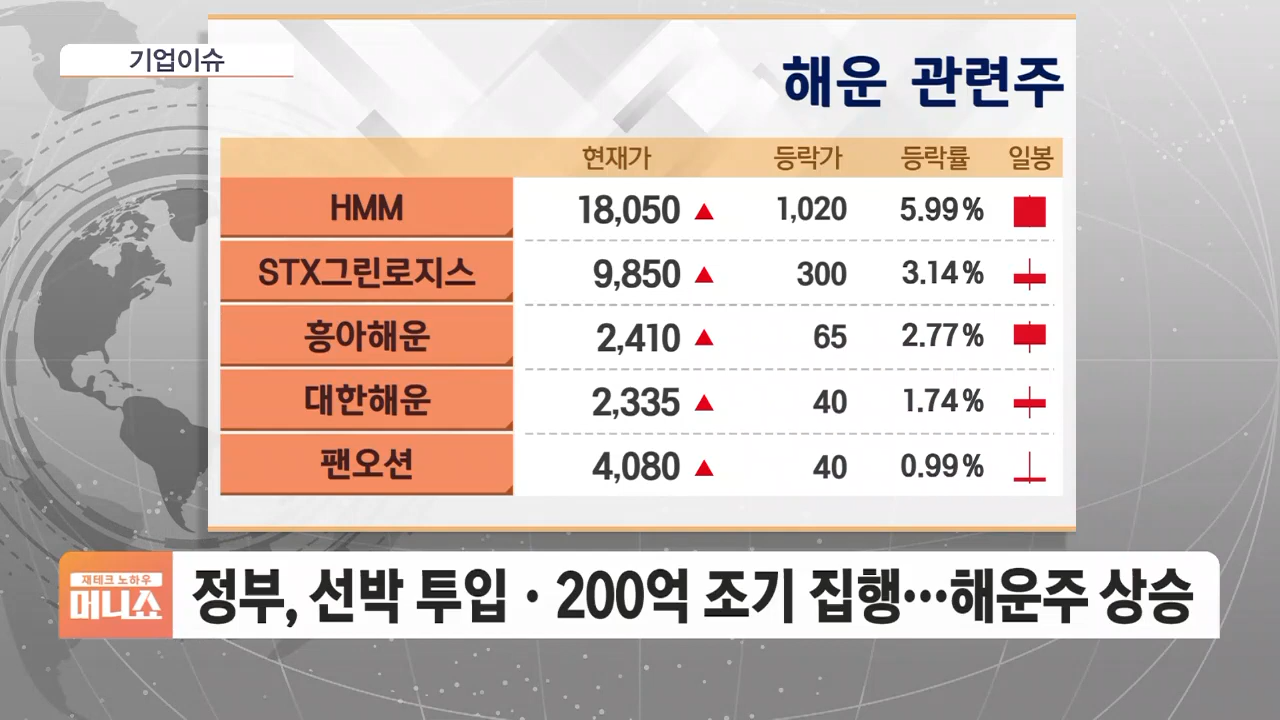 기업이슈
해운 관련주
현재가 등락가 등락률 일봉
HMM 18,050 ▲ 1,020 5.99%
STX그린로지스 9,850 ▲ 300 3.14%
흥아해운 2,410 ▲ 65 2.77%
대한해운 2,335 ▲ 40 1.74%
팬오션 4,080 ▲ 40 0.99%
재테크 노하우
머니쇼
정부, 선박 투입·200억 조기 집행…해운주 상승